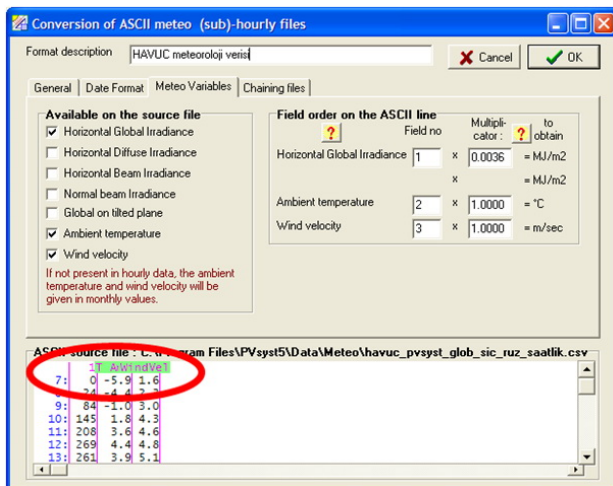 Conversion of ASCII meteo (sub)-hourly files
Format description HAVUC meteoroloji verisi
Cancel OK
General Date Format Meteo Variables Chaining files
Available on the source file
Horizontal Global Irradiance
Horizontal Diffuse Irradiance
Horizontal Beam Irradiance
Normal beam Irradiance
Global on tilted plane
Ambient temperature
Wind velocity
If not present in hourly data, the ambient
temperature and wind velocity will be
given in monthly values.
Field order on the ASCII line
? Field no Multipli-cator : ? to obtain
Horizontal Global Irradiance 1 x 0.0036 = MJ/m2
x = MJ/m2
Ambient temperature 2 x 1.0000 = °C
Wind velocity 3 x 1.0000 = m/sec
ASCII source file : C:\Program Files\PVsyst5\Data\Meteo\havuc_pvsyst_glob_sic_ruz_saatlik.csv
1 T A WindVel
7: 0 -5.9 1.6
24 -4.4
9: 84 -1.0 3.0
10: 145 1.8 4.3
11: 208 3.6 4.6
12: 269 4.4 4.8
13: 261 3.9 5.1